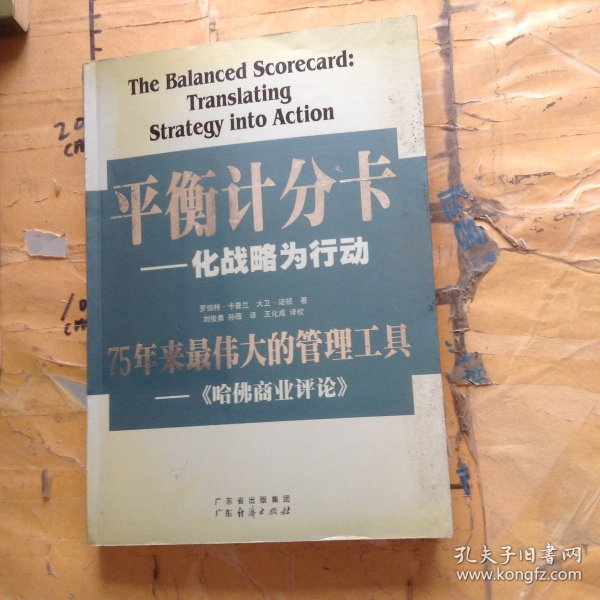 The Balanced Scorecard:
Translating
Strategy into Action
平衡计分卡
——化战略为行动
罗伯特·卡普兰 大卫·诺顿 著
刘俊勇 孙薇 译 王化成 译校
75年来最伟大的管理工具
——《哈佛商业评论》
广东省出版集团
广东经济出版社
孔夫子旧书网
www.kongfz.com